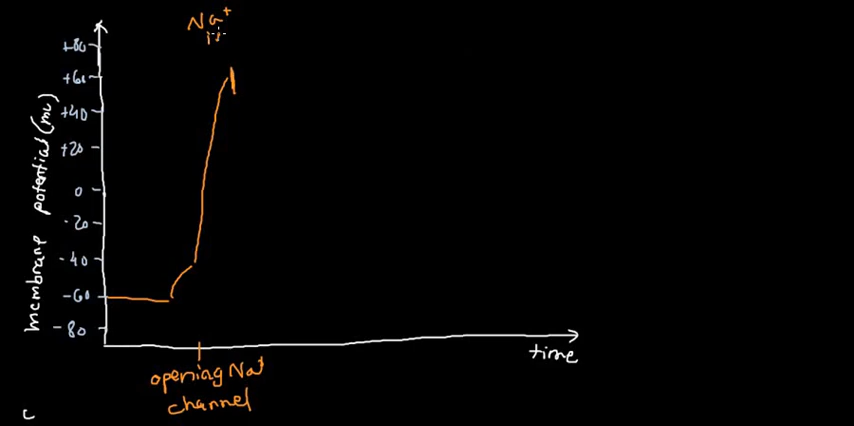 Na+
+80
+60
+40
+20
0
-20
-40
-60
-80
membrane potential (mv)
time
opening Na+
channel